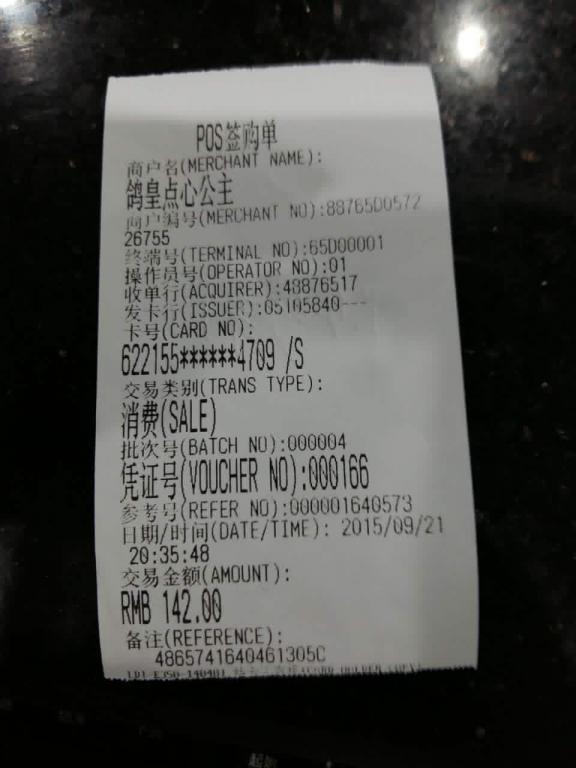 POS签购单
商户名(MERCHANT NAME):
鸽皇点心公主
商户编号(MERCHANT NO):88765D0572
26755
终端号(TERMINAL NO):65D00001
操作员号(OPERATOR NO):01
收单行(ACQUIRER):48876517
发卡行(ISSUER):05105840---
卡号(CARD NO):
622155******4709 /S
交易类别(TRANS TYPE):
消费(SALE)
批次号(BATCH NO):000004
凭证号(VOUCHER NO):000166
参考号(REFER NO):000001640573
日期/时间(DATE/TIME): 2015/09/21
20:35:48
交易金额(AMOUNT):
RMB 142.00
备注(REFERENCE):
4865741640461305C